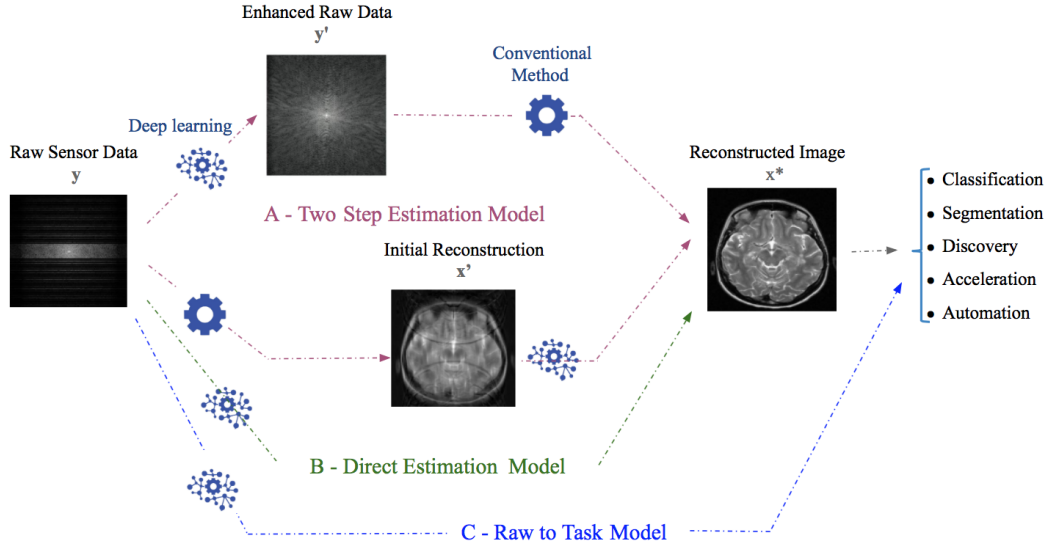 Enhanced Raw Data
y'
Conventional
Method
Deep learning
Raw Sensor Data
y
Reconstructed Image
x*
• Classification
• Segmentation
• Discovery
• Acceleration
• Automation
A - Two Step Estimation Model
Initial Reconstruction
x’
B - Direct Estimation Model
C - Raw to Task Model